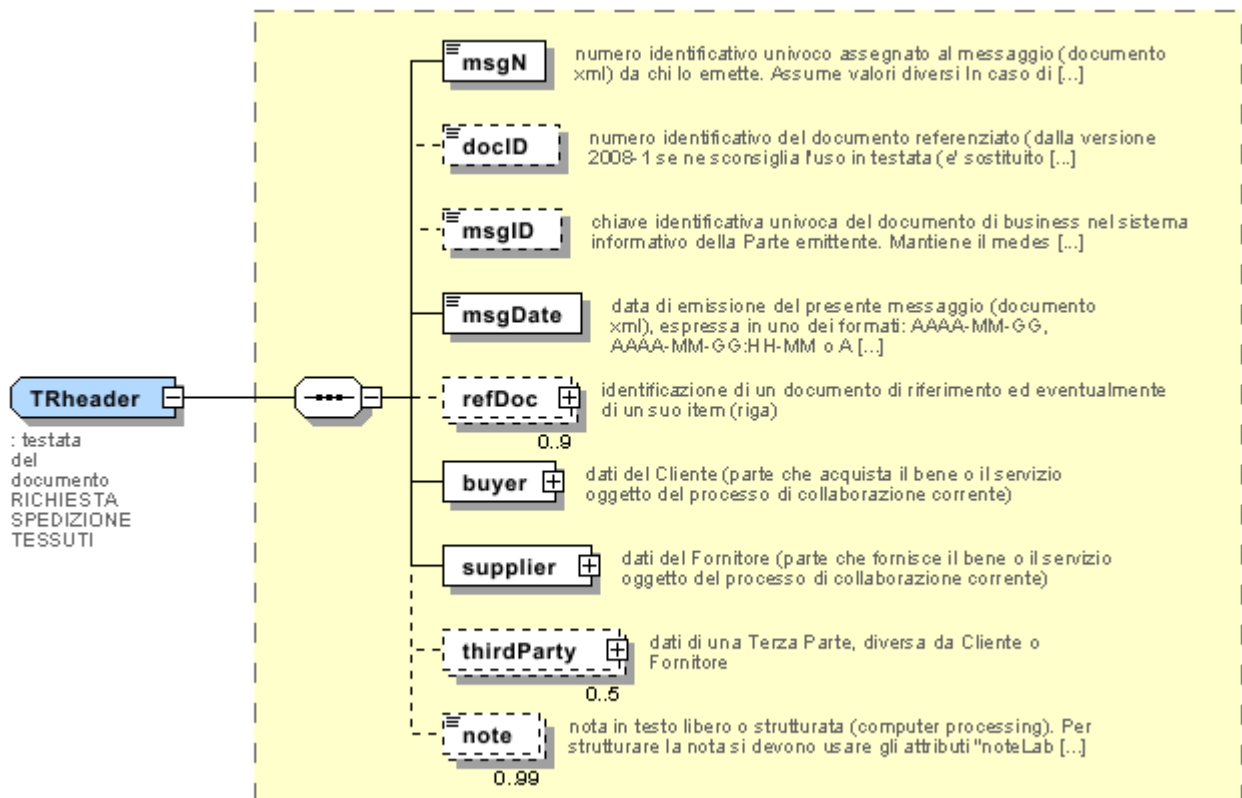 msgN
numero identificativo univoco assegnato al messaggio (documento
xml) da chi lo emette. Assume valori diversi In caso di [...]
docID
numero identificativo del documento referenziato (dalla versione
2008-1 se ne sconsiglia l'uso in testata (e' sostituito [...]
msgID
chiave identificativa univoca del documento di business nel sistema
informativo della Parte emittente. Mantiene il medes [...]
msgDate
data di emissione del presente messaggio (documento
xml), espressa in uno dei formati: AAAA-MM-GG,
AAAA-MM-GG:HH-MM o A [...]
TRheader
: testata
del
documento
RICHIESTA
SPEDIZIONE
TESSUTI
refDoc
0..9
identificazione di un documento di riferimento ed eventualmente
di un suo item (riga)
buyer
dati del Cliente (parte che acquista il bene o il servizio
oggetto del processo di collaborazione corrente)
supplier
dati del Fornitore (parte che fornisce il bene o il servizio
oggetto del processo di collaborazione corrente)
thirdParty
0..5
dati di una Terza Parte, diversa da Cliente o
Fornitore
note
0..99
nota in testo libero o strutturata (computer processing). Per
strutturare la nota si devono usare gli attributi "noteLab [...]